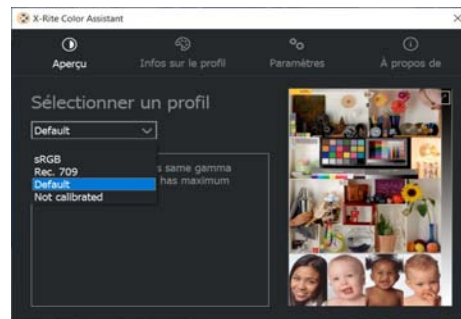 X-Rite Color Assistant
Aperçu
Infos sur le profil
Paramètres
À propos de
Sélectionner un profil
Default
sRGB
Rec. 709
Default
Not calibrated
s same gamma
has maximum